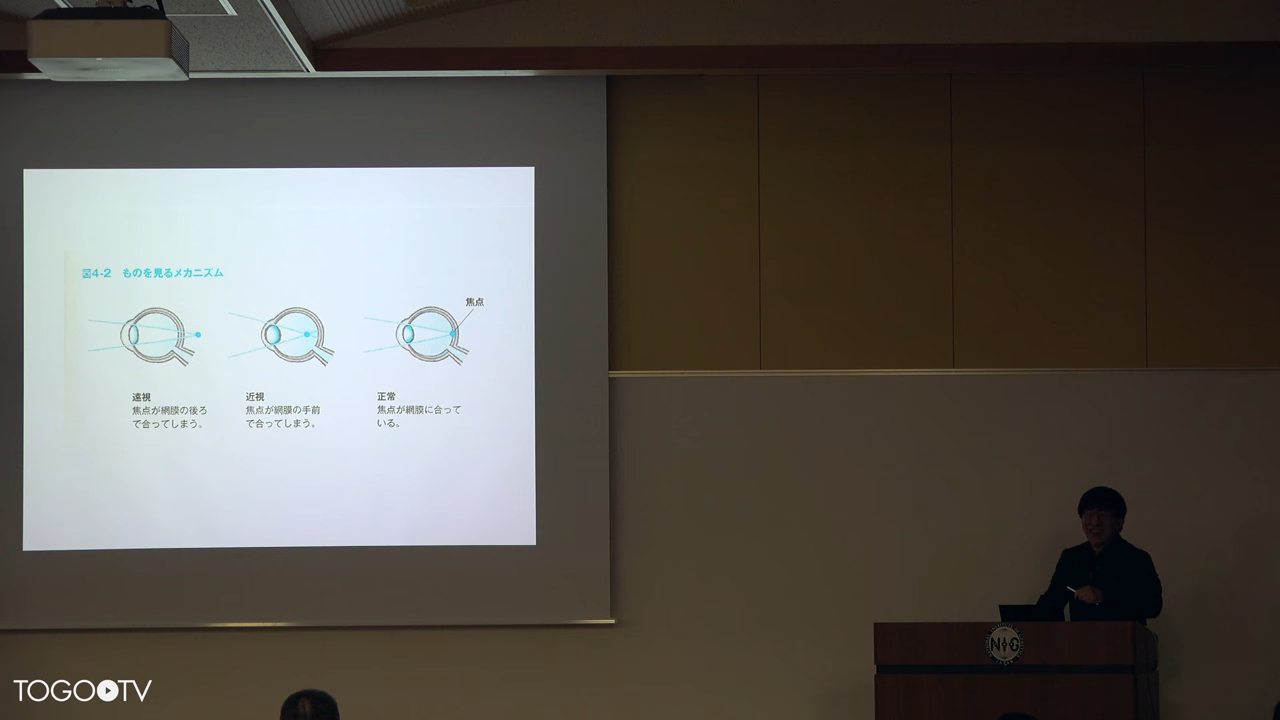 図4-2 ものを見るメカニズム
焦点
遠視
焦点が網膜の後ろ
で合ってしまう。
近視
焦点が網膜の手前
で合ってしまう。
正常
焦点が網膜に合って
いる。
NIG
TOGO TV